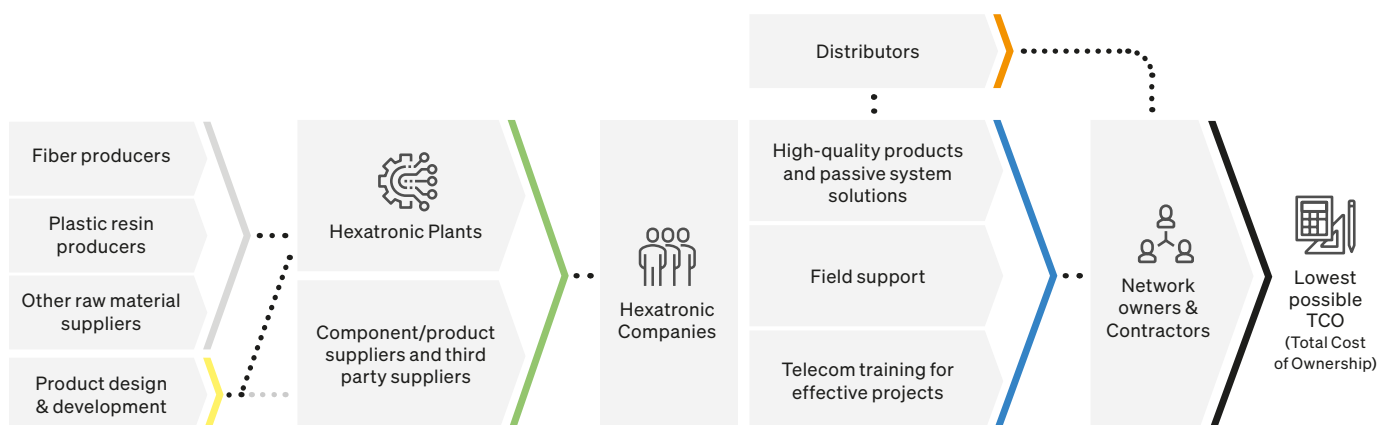 Fiber producers
Plastic resin
producers
Other raw material
suppliers
Product design
& development
Hexatronic Plants
Component/product
suppliers and third
party suppliers
Hexatronic
Companies
Distributors
High-quality products
and passive system
solutions
Field support
Telecom training for
effective projects
Network
owners &
Contractors
Lowest
possible
TCO
(Total Cost
of Ownership)